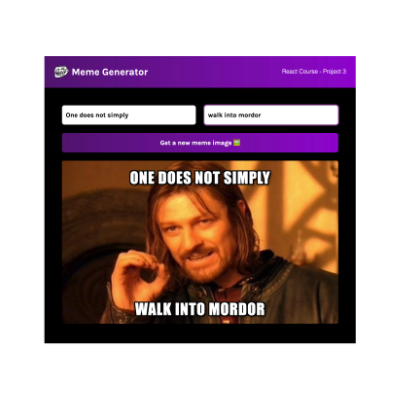 Meme Generator
React Course - Project 3
One does not simply
walk into mordor
Get a new meme image
ONE DOES NOT SIMPLY
WALK INTO MORDOR